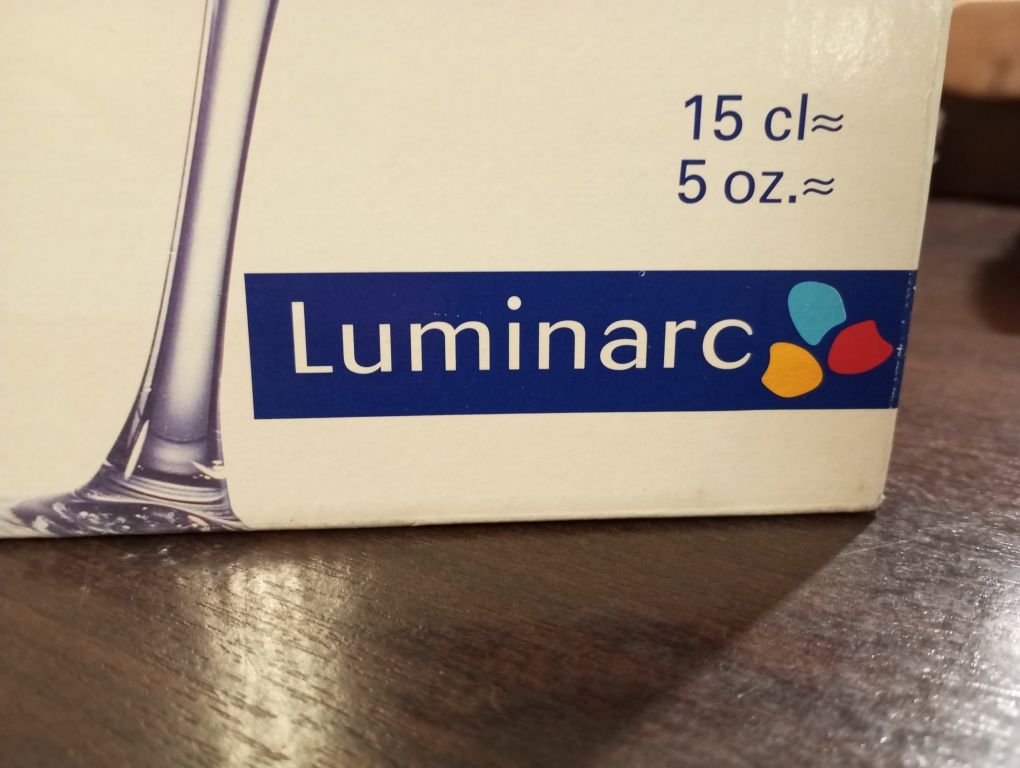 15 cl≈
5 oz.≈
Luminarc